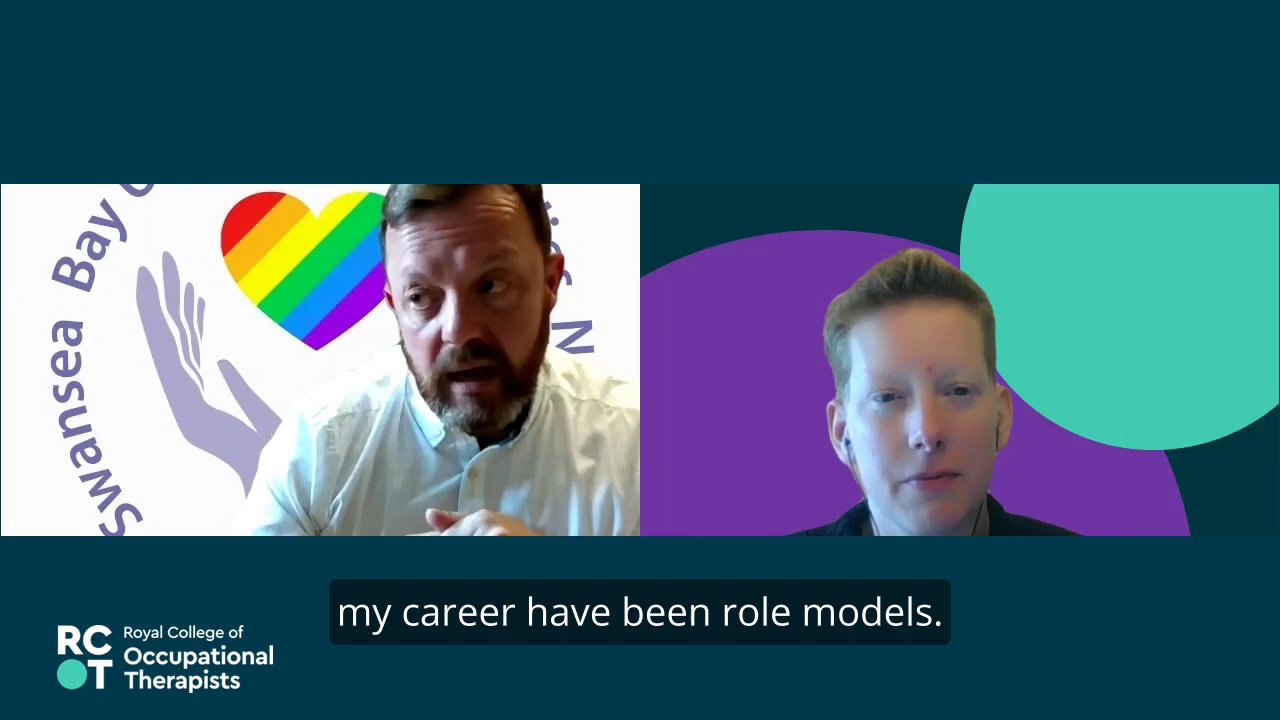 Swansea Bay
my career have been role models.
RC
OT
Royal College of
Occupational
Therapists